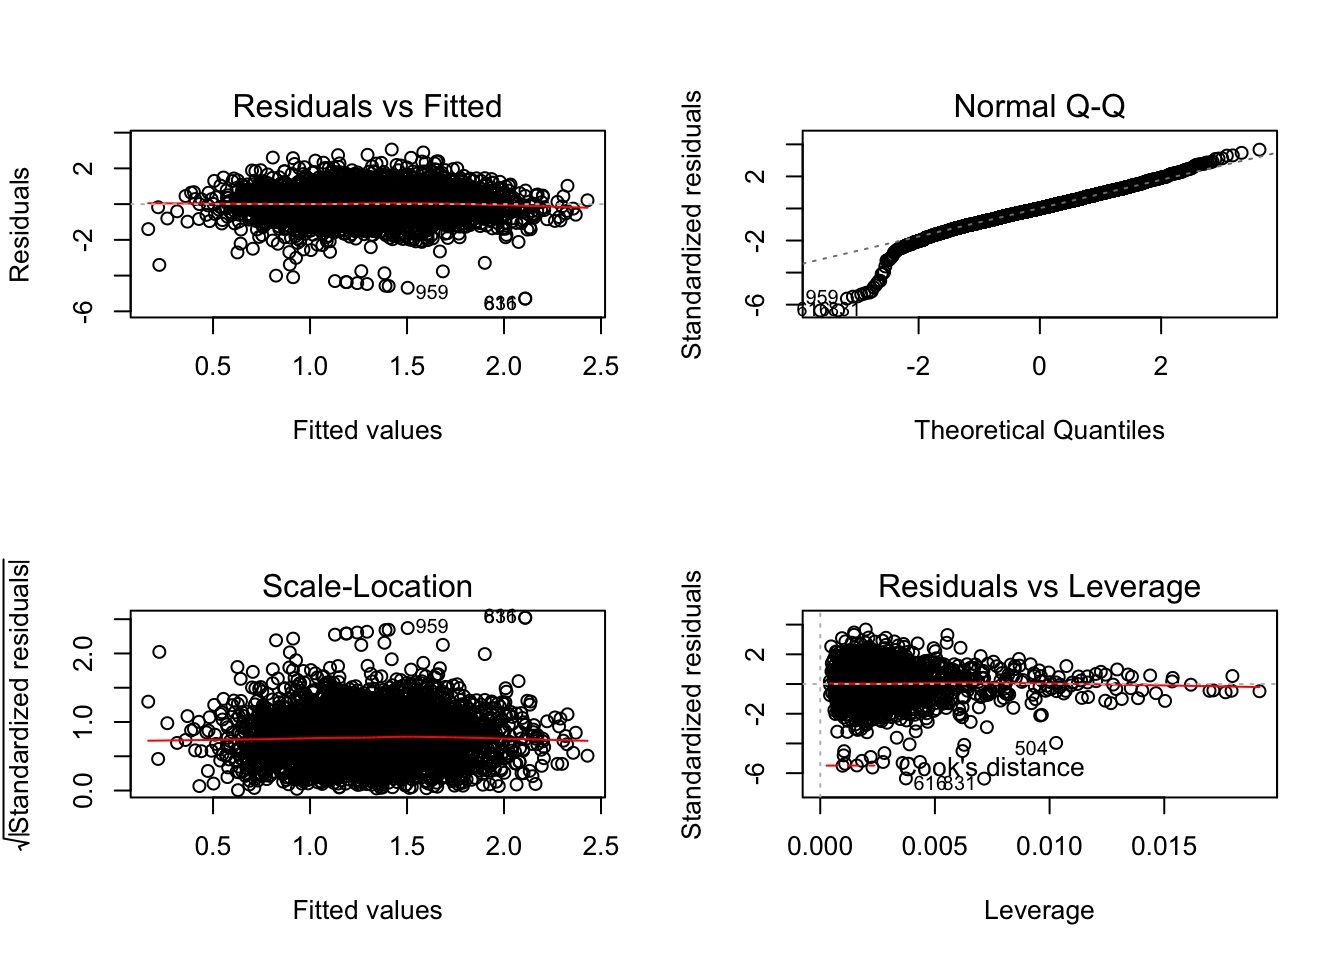 Residuals vs Fitted
Residuals
2
-2
-6
959
0.5 1.0 1.5 2.0 2.5
Fitted values
Normal Q-Q
Standardized residuals
2
-2
-6
959
-2 0 2
Theoretical Quantiles
Scale-Location
√|Standardized residuals|
2.0
1.0
0.0
959
0.5 1.0 1.5 2.0 2.5
Fitted values
Residuals vs Leverage
Standardized residuals
2
-2
-6
504
Cook's distance
616 831
0.000 0.005 0.010 0.015
Leverage